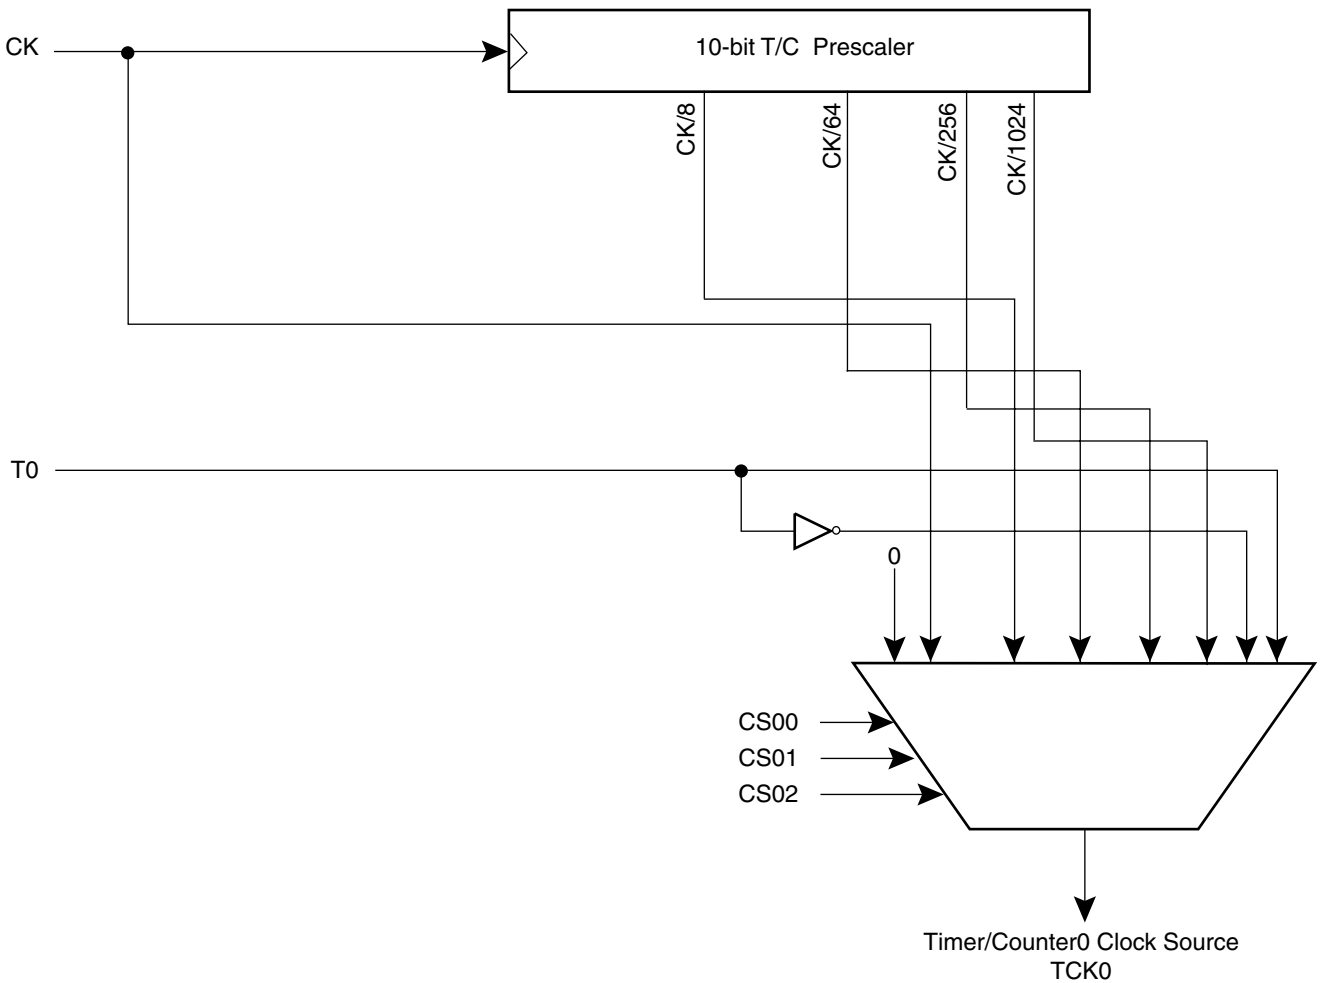 CK
10-bit T/C Prescaler
CK/8
CK/64
CK/256
CK/1024
T0
0
CS00
CS01
CS02
Timer/Counter0 Clock Source
TCK0